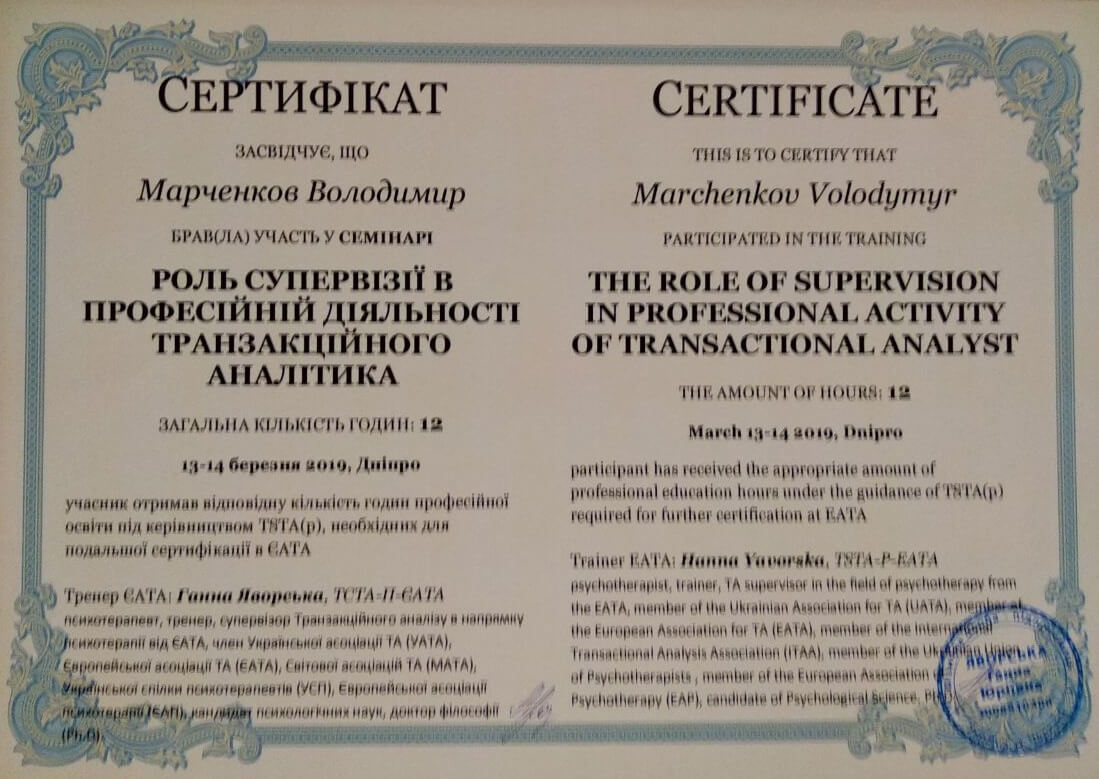 СЕРТИФІКАТ
ЗАСВІДЧУЄ, ЩО
Марченков Володимир
БРАВ(ЛА) УЧАСТЬ У СЕМІНАРІ
РОЛЬ СУПЕРВІЗІЇ В
ПРОФЕСІЙНІЙ ДІЯЛЬНОСТІ
ТРАНЗАКЦІЙНОГО
АНАЛІТИКА
ЗАГАЛЬНА КІЛЬКІСТЬ ГОДИН: 12
13-14 березня 2019, Дніпро
учасник отримав відповідну кількість годин професійної
освіти під керівництвом TSTA(p), необхідних для
подальшої сертифікації в ЄАТА
Тренер ЄАТА: Ганна Яворська, ТСТА-П-ЄАТА
психотерапевт, тренер, супервізор Транзакційного аналізу в напрямку
психотерапії від ЄАТА, член Української асоціації ТА (УАТА),
Європейської асоціації ТА (ЄАТА), Світової асоціацій ТА (МАТА),
Української спілки психотерапевтів (УСП), Європейської асоціації
психотерапії (ЄАП), кандидат психологічних наук, доктор філософії
(Ph.D).
CERTIFICATE
THIS IS TO CERTIFY THAT
Marchenkov Volodymyr
PARTICIPATED IN THE TRAINING
THE ROLE OF SUPERVISION
IN PROFESSIONAL ACTIVITY
OF TRANSACTIONAL ANALYST
THE AMOUNT OF HOURS: 12
March 13-14 2019, Dnipro
participant has received the appropriate amount of
professional education hours under the guidance of TSTA(p)
required for further certification at EATA
Trainer EATA: Hanna Yavorska, TSTA-P-EATA
psychotherapist, trainer, TA supervisor in the field of psychotherapy from
the EATA, member of the Ukrainian Association for TA (UATA), member of
the European Association for TA (EATA), member of the International
Transactional Analysis Association (ITAA), member of the Ukrainian Union
of Psychotherapists , member of the European Association
Psychotherapy (EAP), candidate of Psychological Science,
ЯВОРСЬКА
Ганна
Юріївна